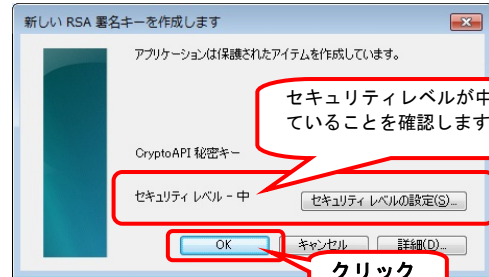 新しい RSA 署名キーを作成します
アプリケーションは保護されたアイテムを作成しています。
セキュリティレベルが中
ていることを確認します
CryptoAPI 秘密キー
セキュリティ レベル - 中
セキュリティ レベルの設定(S)...
OK
キャンセル
詳細(D)...
クリック